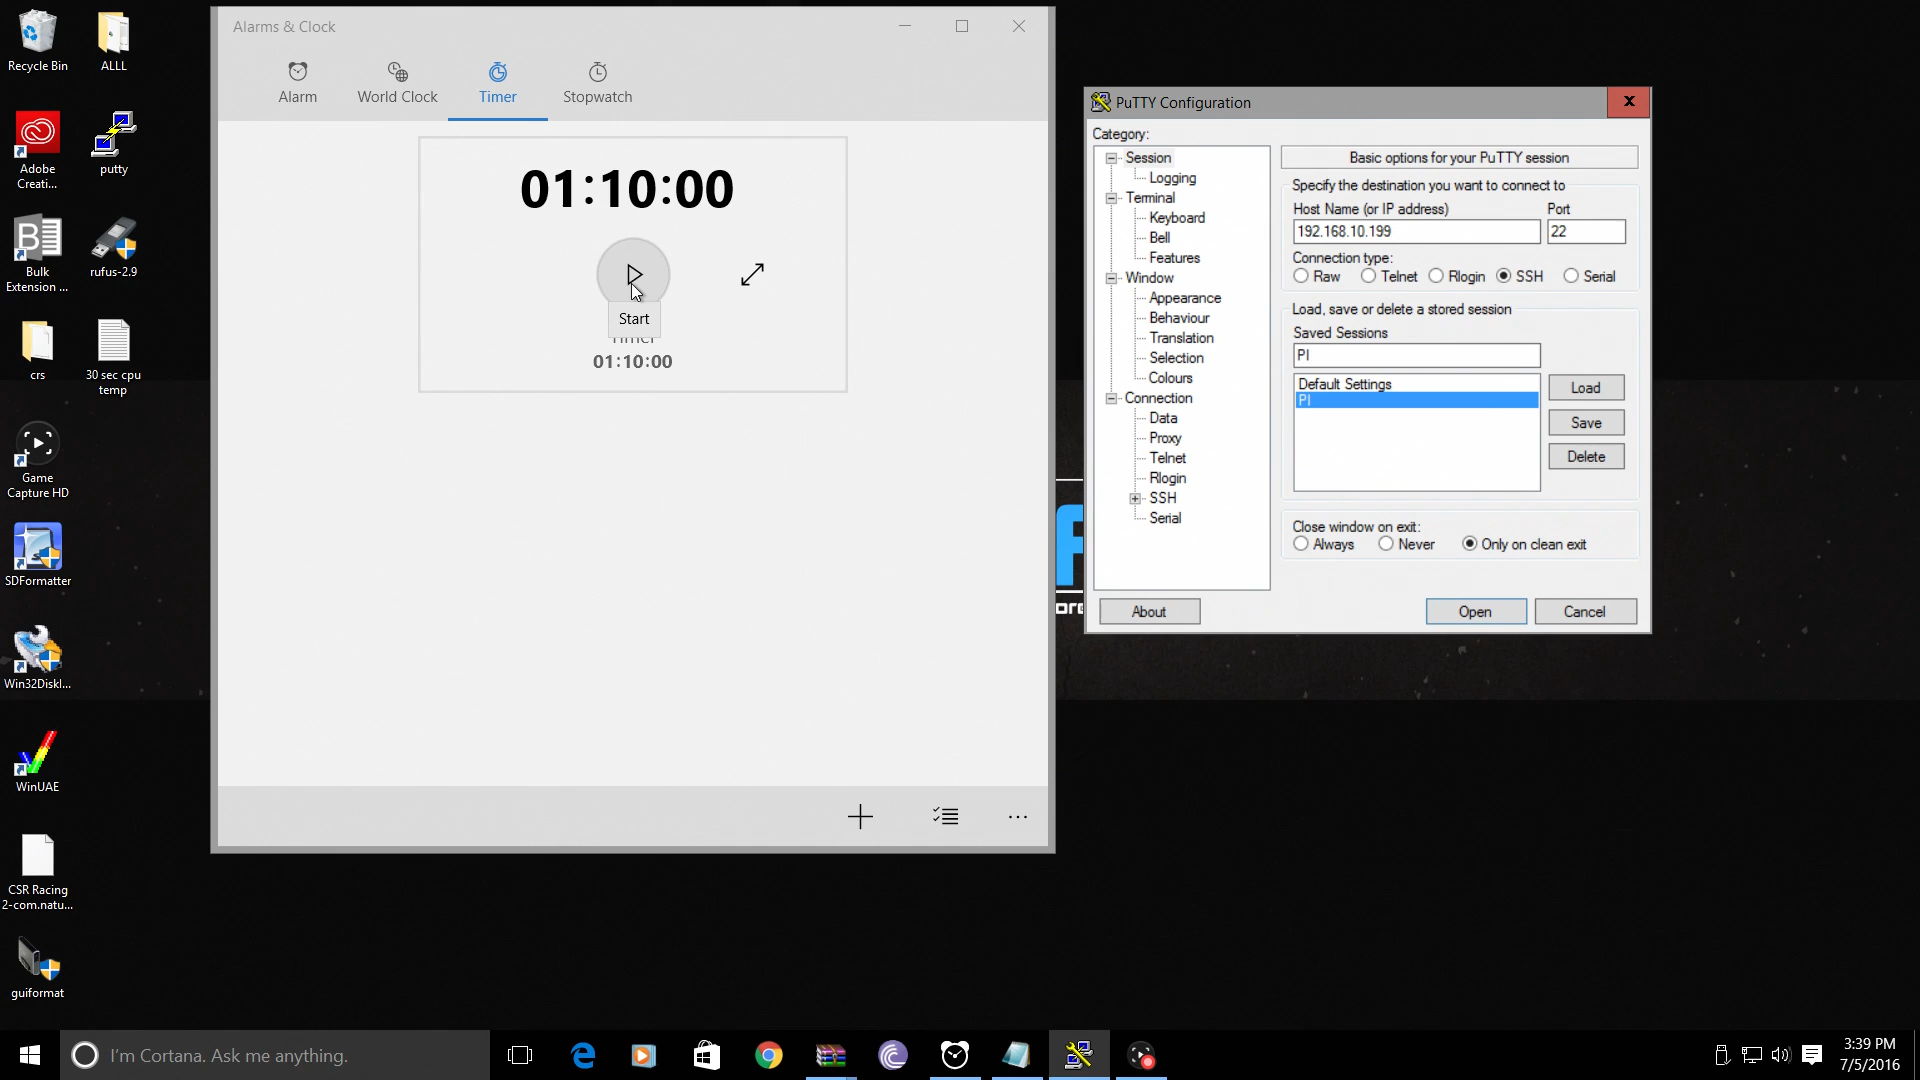 Recycle Bin
ALLL
Adobe
Creati...
putty
Bulk
Extension ...
rufus-2.9
crs
30 sec cpu
temp
Game
Capture HD
SDFormatter
Win32DiskI...
WinUAE
CSR Racing
2-com.natu...
guiformat
Alarms & Clock
Alarm
World Clock
Timer
Stopwatch
01:10:00
Start
Timer
01:10:00
PuTTY Configuration
Category:
Session
Logging
Terminal
Keyboard
Bell
Features
Window
Appearance
Behaviour
Translation
Selection
Colours
Connection
Data
Proxy
Telnet
Rlogin
SSH
Serial
Basic options for your PuTTY session
Specify the destination you want to connect to
Host Name (or IP address) Port
192.168.10.199 22
Connection type:
Raw Telnet Rlogin SSH Serial
Load, save or delete a stored session
Saved Sessions
PI
Default Settings
PI
Load
Save
Delete
Close window on exit:
Always Never Only on clean exit
About Open Cancel
I'm Cortana. Ask me anything.
3:39 PM
7/5/2016